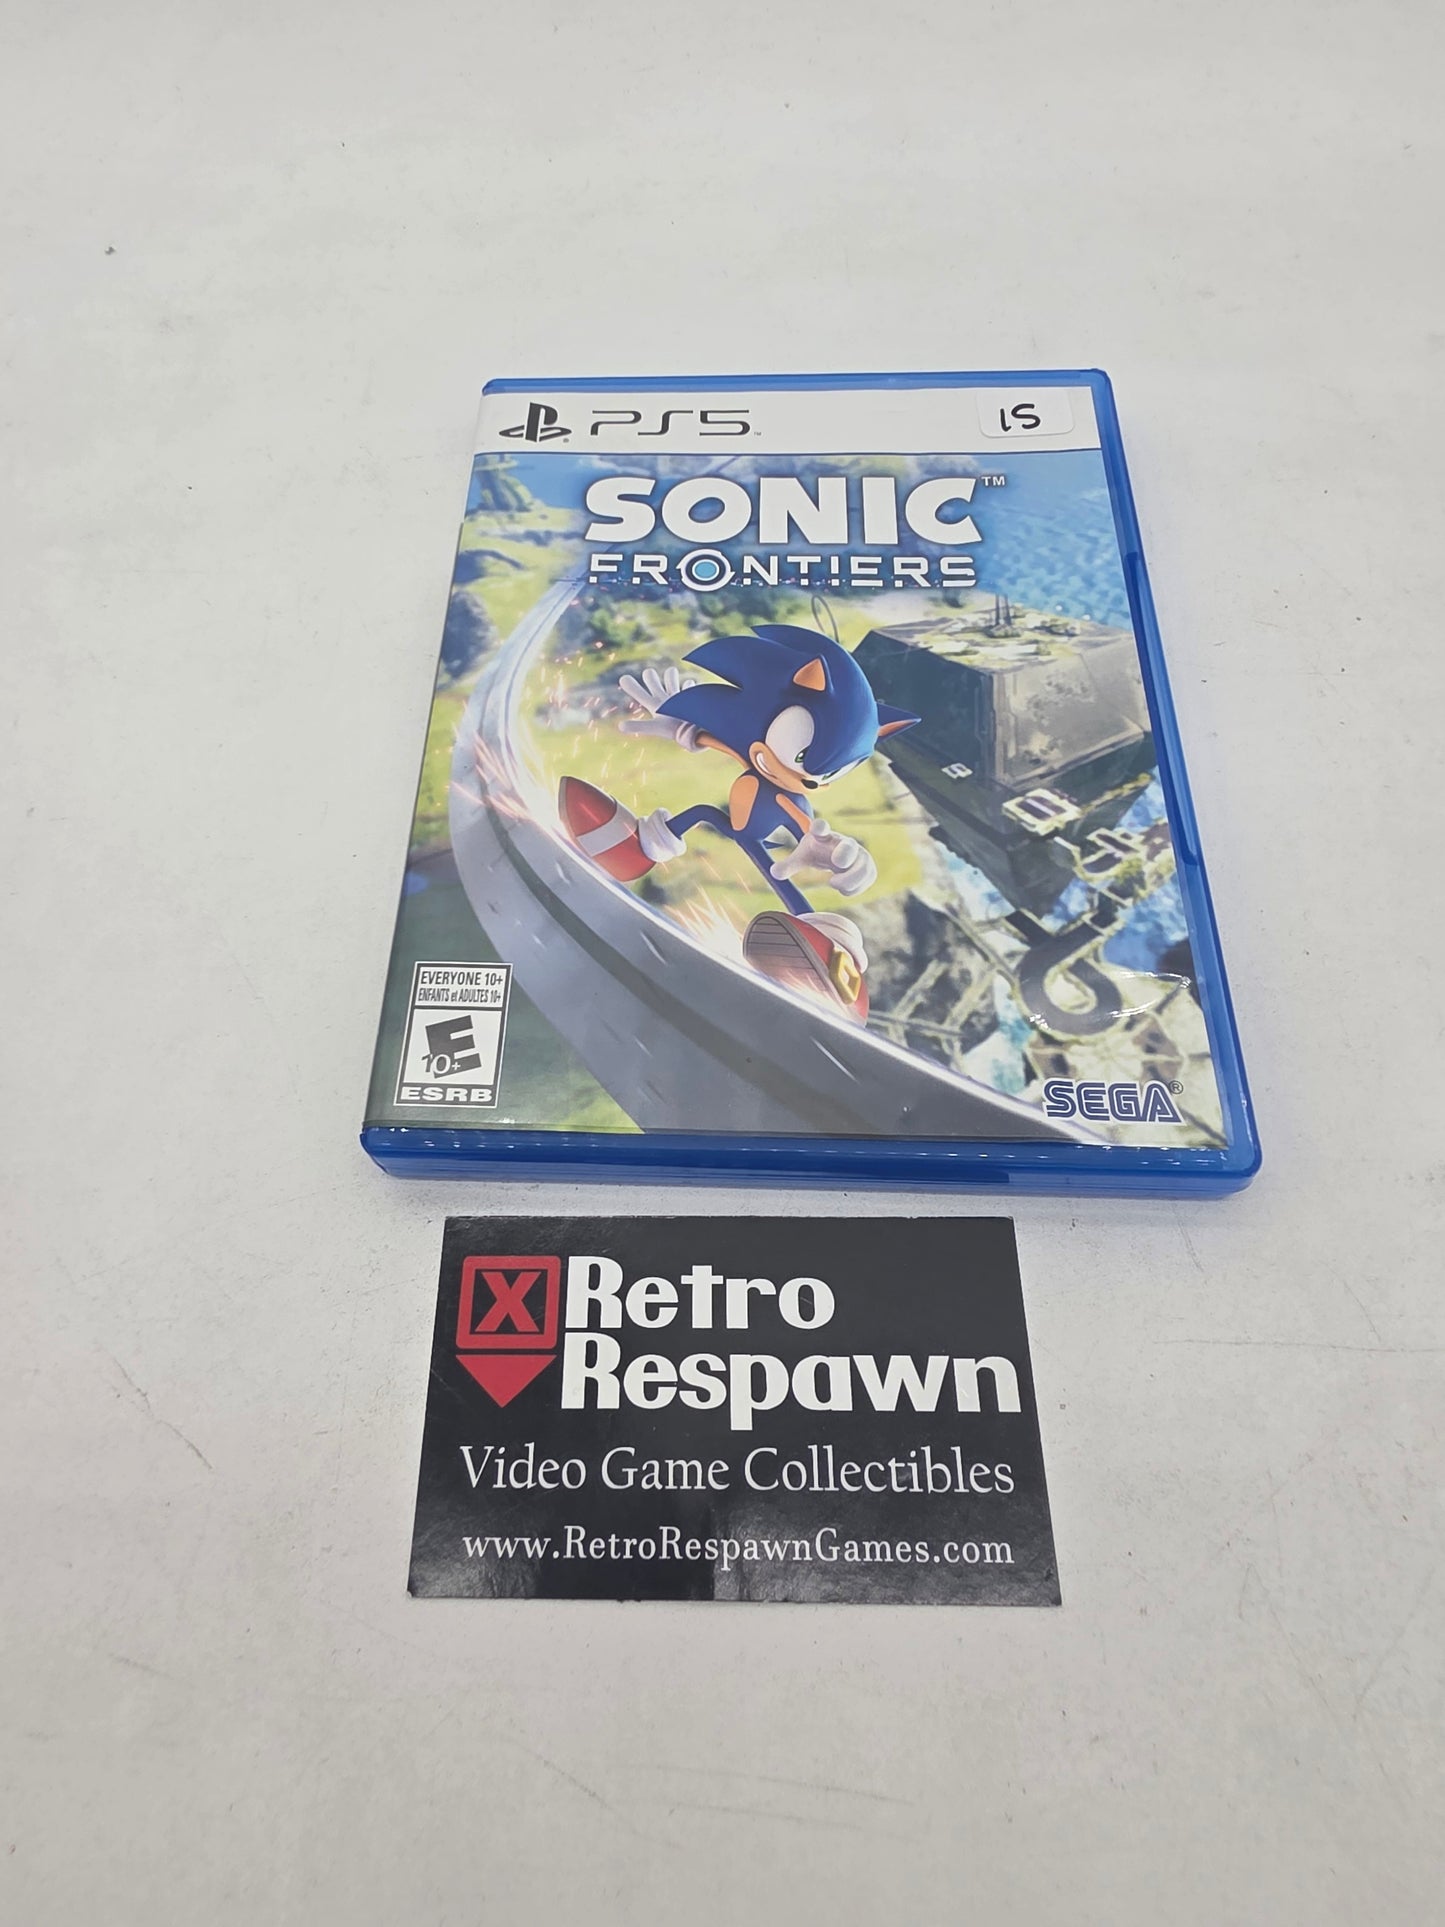 PS5™
15
SONIC™
FRONTIERS
EVERYONE 10+
ENFANTS et ADULTES 10+
E
10+
ESRB
SEGA®
X Retro
Respawn
Video Game Collectibles
www.RetroRespawnGames.com